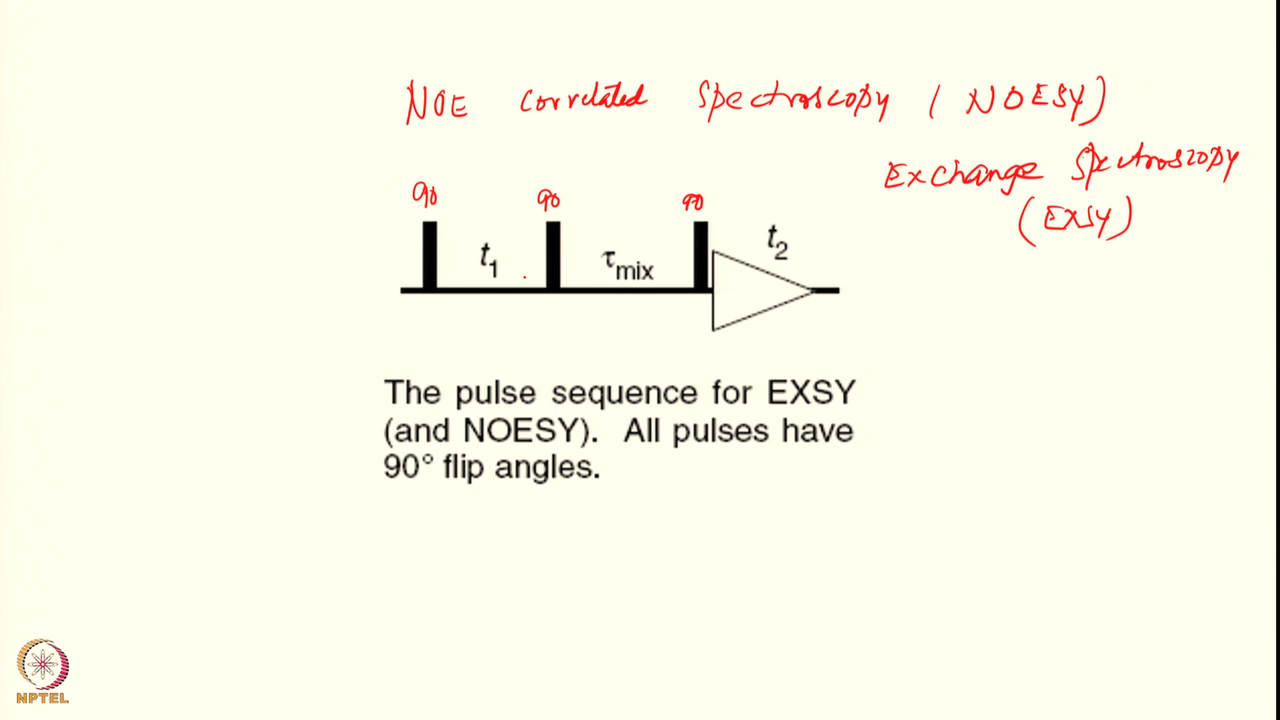 NOE correlated spectroscopy ( NOESY)
Exchange Spectroscopy
(EXSY)
90 90 90
t1 τmix t2
The pulse sequence for EXSY
(and NOESY). All pulses have
90° flip angles.
NPTEL